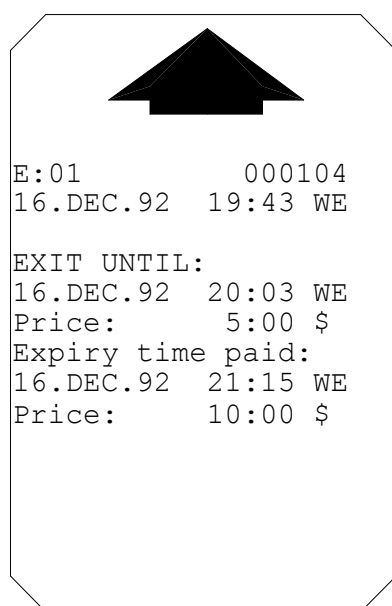 E:01 000104
16.DEC.92 19:43 WE
EXIT UNTIL:
16.DEC.92 20:03 WE
Price: 5:00 $
Expiry time paid:
16.DEC.92 21:15 WE
Price: 10:00 $